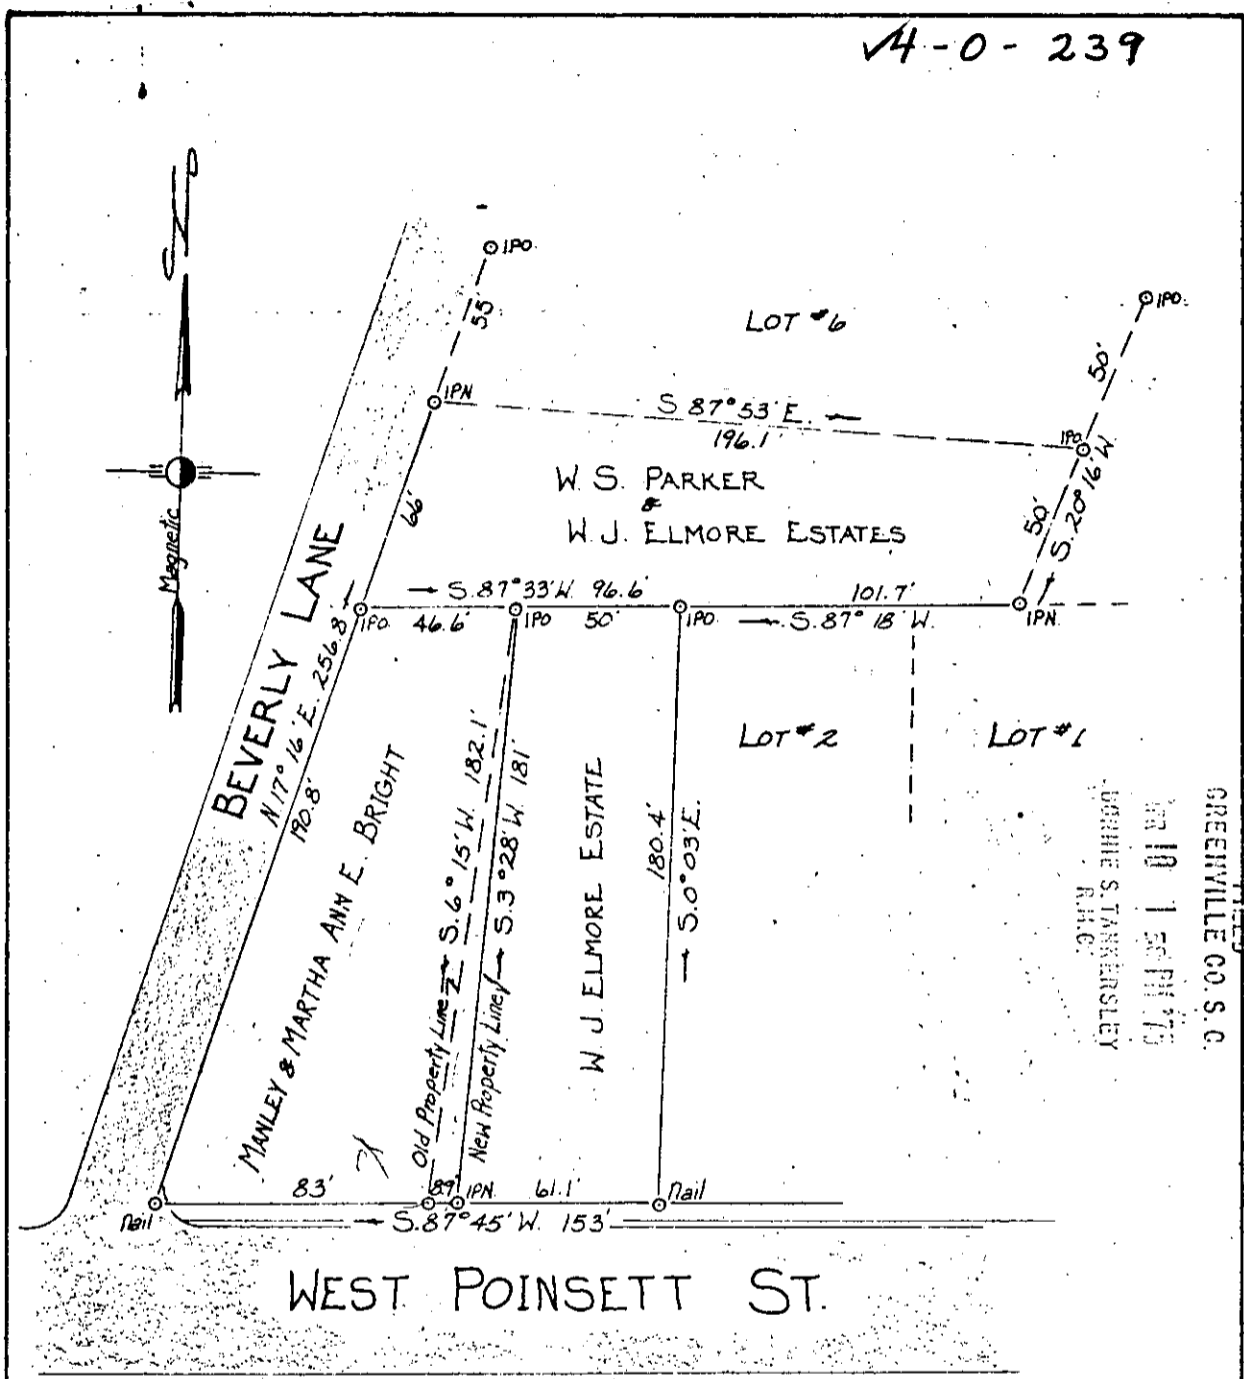 ✓4-0-239
IPO.
55'
LOT #6
IPO.
50'
IPN
S 87° 53' E.
196.1'
IPO.
W. S. PARKER
&
W. J. ELMORE ESTATES
50'
S. 20° 16' W.
66'
Magnetic
BEVERLY LANE
N. 17° 16' E. 256.8'
190.8'
S. 87° 33' W. 96.6'
101.7'
IPO. 46.6'
IPO 50'
IPO.
S. 87° 18' W.
IPN.
LOT #2
LOT #1
MANLEY & MARTHA ANN E. BRIGHT
Old Property Line
S. 6° 15' W. 182.1'
New Property Line
S. 3° 28' W. 181'
W. J. ELMORE ESTATE
180.4'
S. 0° 03' E.
GREENVILLE CO. S. C.
DONNIE S. TANKERSLEY
R.M.C.
83'
8.9'
IPN.
61.1'
nail
nail
S. 87° 45' W. 153'
WEST POINSETT ST.